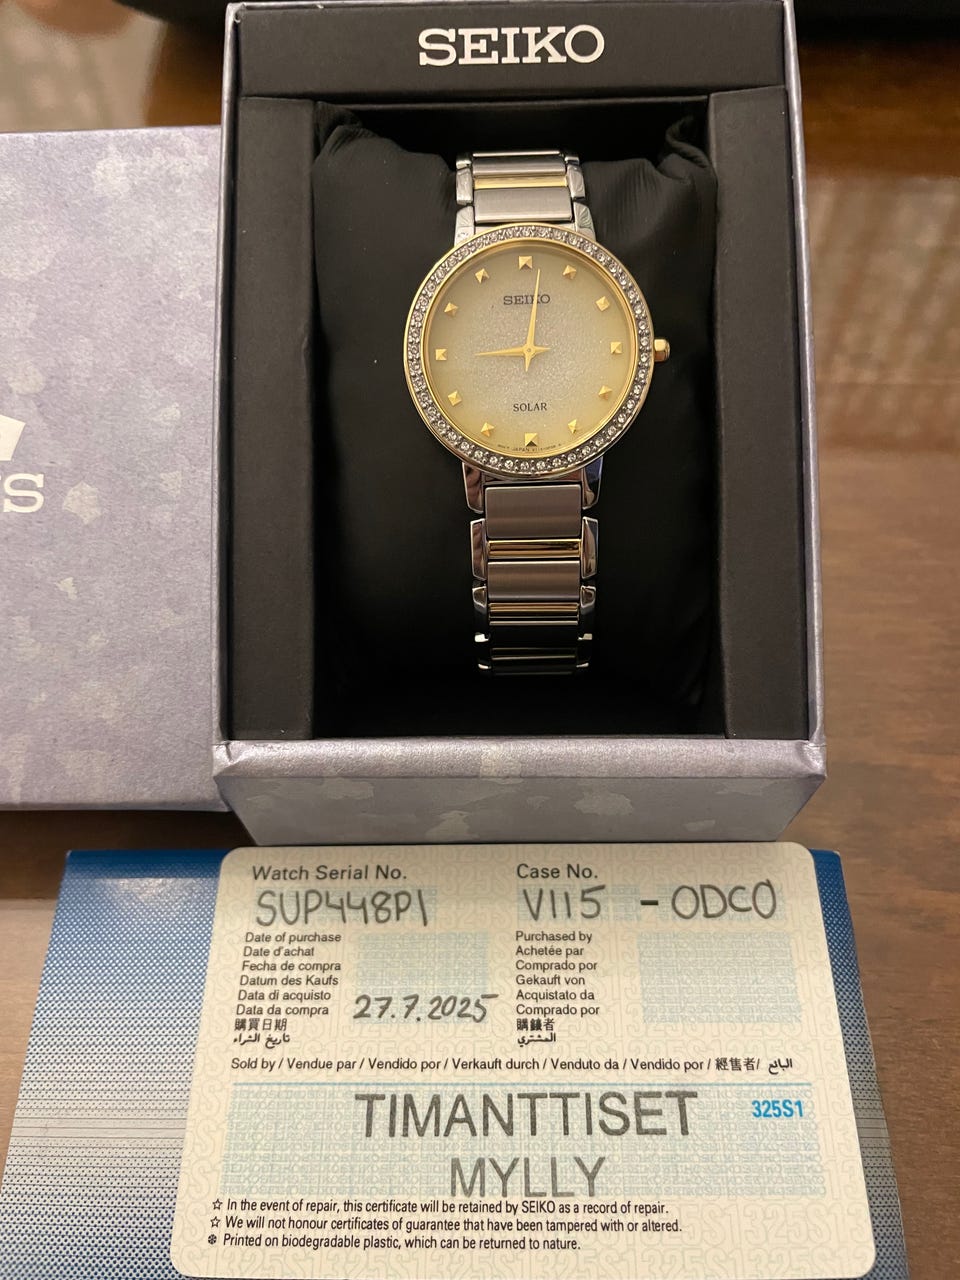 SEIKO
SEIKO
SOLAR
S
Watch Serial No.
SUP448P1
Case No.
V115 - 0DC0
Date of purchase
Date d'achat
Fecha de compra
Datum des Kaufs
Data di acquisto
Data da compra
購買日期
تاريخ الشراء
27.7.2025
Purchased by
Achetée par
Comprado por
Gekauft von
Acquistato da
Comprado por
購錶者
المشتري
Sold by / Vendue par / Vendido por / Verkauft durch / Venduto da / Vendido por / 經售者/ البائع
TIMANTTISET
325S1
MYLLY
☆ In the event of repair, this certificate will be retained by SEIKO as a record of repair.
☆ We will not honour certificates of guarantee that have been tampered with or altered.
❄ Printed on biodegradable plastic, which can be returned to nature.